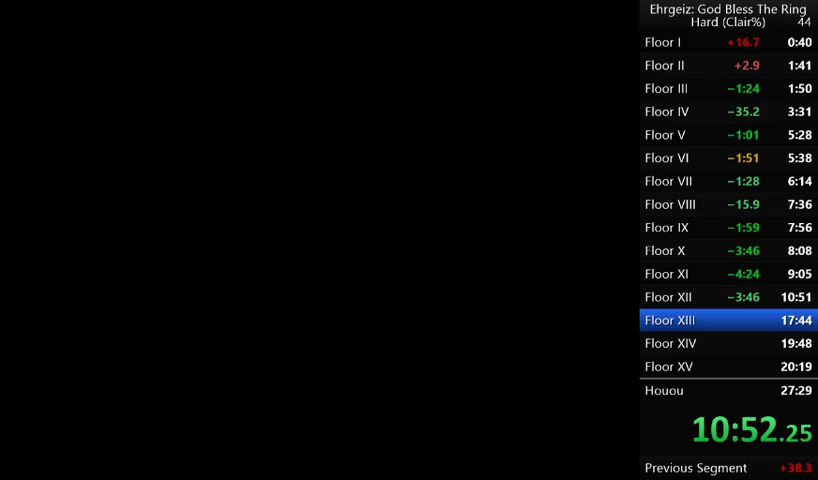 Ehrgeiz: God Bless The Ring
Hard (Clair%) 44
Floor I +16.7 0:40
Floor II +2.9 1:41
Floor III −1:24 1:50
Floor IV −35.2 3:31
Floor V −1:01 5:28
Floor VI −1:51 5:38
Floor VII −1:28 6:14
Floor VIII −15.9 7:36
Floor IX −1:59 7:56
Floor X −3:46 8:08
Floor XI −4:24 9:05
Floor XII −3:46 10:51
Floor XIII 17:44
Floor XIV 19:48
Floor XV 20:19
Houou 27:29
10:52.25
Previous Segment +38.3